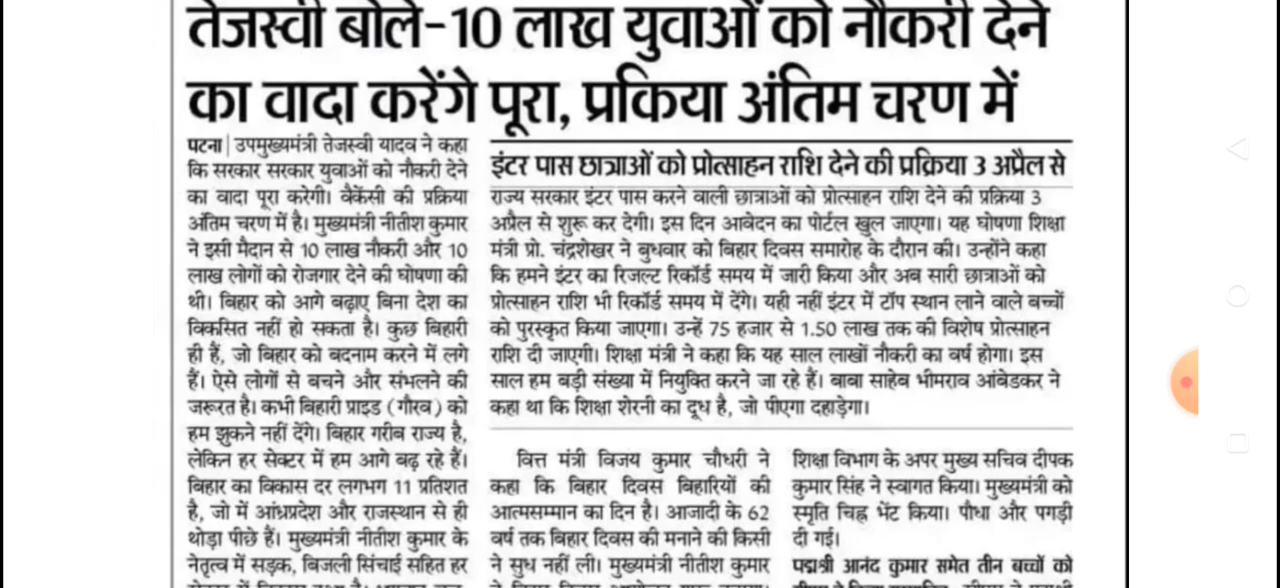 तेजस्वी बोले-10 लाख युवाओं को नौकरी देने
का वादा करेंगे पूरा, प्रकिया अंतिम चरण में
पटना | उपमुख्यमंत्री तेजस्वी यादव ने कहा
कि सरकार सरकार युवाओं को नौकरी देने
का वादा पूरा करेगी। वैकेंसी की प्रक्रिया
अंतिम चरण में है। मुख्यमंत्री नीतीश कुमार
ने इसी मैदान से 10 लाख नौकरी और 10
लाख लोगों को रोजगार देने की घोषणा की
थी। बिहार को आगे बढ़ाए बिना देश का
विकसित नहीं हो सकता है। कुछ बिहारी
ही हैं, जो बिहार को बदनाम करने में लगे
हैं। ऐसे लोगों से बचने और संभलने की
जरूरत है। कभी बिहारी प्राइड (गौरव) को
हम झुकने नहीं देंगे। बिहार गरीब राज्य है,
लेकिन हर सेक्टर में हम आगे बढ़ रहे हैं।
बिहार का विकास दर लगभग 11 प्रतिशत
है, जो में आंध्रप्रदेश और राजस्थान से ही
थोड़ा पीछे हैं। मुख्यमंत्री नीतीश कुमार के
नेतृत्व में सड़क, बिजली सिंचाई सहित हर
इंटर पास छात्राओं को प्रोत्साहन राशि देने की प्रक्रिया 3 अप्रैल से
राज्य सरकार इंटर पास करने वाली छात्राओं को प्रोत्साहन राशि देने की प्रक्रिया 3
अप्रैल से शुरू कर देगी। इस दिन आवेदन का पोर्टल खुल जाएगा। यह घोषणा शिक्षा
मंत्री प्रो. चंद्रशेखर ने बुधवार को बिहार दिवस समारोह के दौरान की। उन्होंने कहा
कि हमने इंटर का रिजल्ट रिकॉर्ड समय में जारी किया और अब सारी छात्राओं को
प्रोत्साहन राशि भी रिकॉर्ड समय में देंगे। यही नहीं इंटर में टॉप स्थान लाने वाले बच्चों
को पुरस्कृत किया जाएगा। उन्हें 75 हजार से 1.50 लाख तक की विशेष प्रोत्साहन
राशि दी जाएगी। शिक्षा मंत्री ने कहा कि यह साल लाखों नौकरी का वर्ष होगा। इस
साल हम बड़ी संख्या में नियुक्ति करने जा रहे हैं। बाबा साहेब भीमराव आंबेडकर ने
कहा था कि शिक्षा शेरनी का दूध है, जो पीएगा दहाड़ेगा।
वित्त मंत्री विजय कुमार चौधरी ने
कहा कि बिहार दिवस बिहारियों की
आत्मसम्मान का दिन है। आजादी के 62
वर्ष तक बिहार दिवस की मनाने की किसी
ने सुध नहीं ली। मुख्यमंत्री नीतीश कुमार
शिक्षा विभाग के अपर मुख्य सचिव दीपक
कुमार सिंह ने स्वागत किया। मुख्यमंत्री को
स्मृति चिह्न भेंट किया। पौधा और पगड़ी
दी गई।
पद्मश्री आनंद कुमार समेत तीन बच्चों को